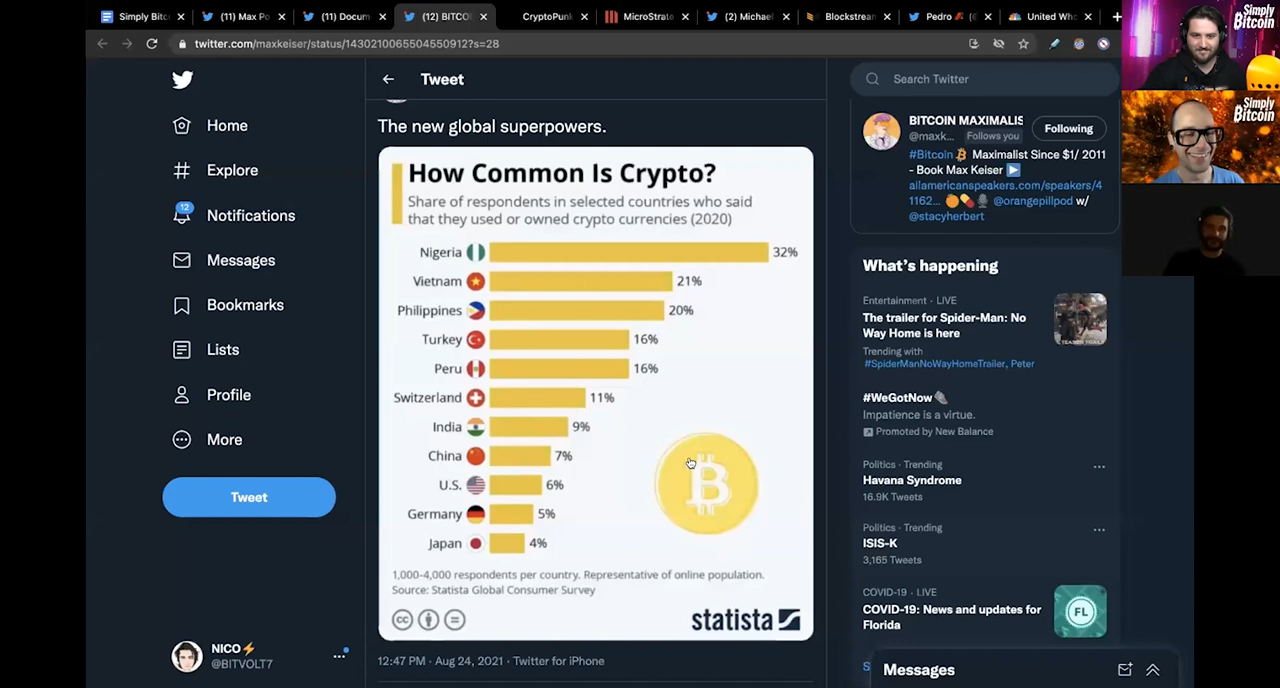 Simply Bitc
(11) Max Po
(11) Docum
(12) BITCO
CryptoPunk
MicroStrate
(2) Michael
Blockstream
Pedro
United Who
twitter.com/maxkeiser/status/1430210065504550912?s=28
Simply
Bitcoin
Simply
Bitcoin
Home
Explore
12
Notifications
Messages
Bookmarks
Lists
Profile
More
Tweet
NICO⚡
@BITVOLT7
Tweet
The new global superpowers.
How Common Is Crypto?
Share of respondents in selected countries who said
that they used or owned crypto currencies (2020)
Nigeria 32%
Vietnam 21%
Philippines 20%
Turkey 16%
Peru 16%
Switzerland 11%
India 9%
China 7%
U.S. 6%
Germany 5%
Japan 4%
1,000-4,000 respondents per country. Representative of online population.
Source: Statista Global Consumer Survey
statista
12:47 PM · Aug 24, 2021 · Twitter for iPhone
Search Twitter
BITCOIN MAXIMALIS
@maxk... Follows you
Following
#Bitcoin Maximalist Since $1/ 2011
- Book Max Keiser ▶
allamericanspeakers.com/speakers/4
1162... 🍊💊🎙 @orangepillpod w/
@stacyherbert
What's happening
Entertainment · LIVE
The trailer for Spider-Man: No
Way Home is here
Trending with
#SpiderManNoWayHomeTrailer, Peter
#WeGotNow
Impatience is a virtue.
Promoted by New Balance
Politics · Trending
Havana Syndrome
16.9K Tweets
Politics · Trending
ISIS-K
3,165 Tweets
COVID-19 · LIVE
COVID-19: News and updates for
Florida
FL
Messages